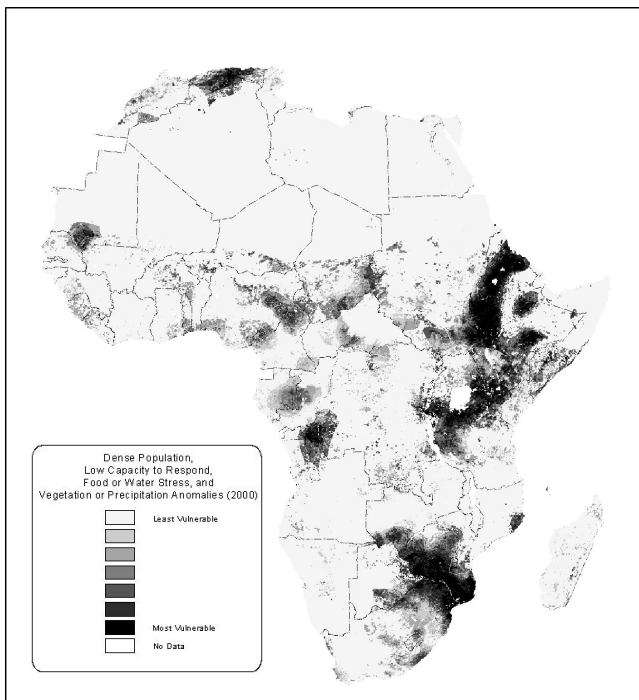 Dense Population,
Low Capacity to Respond,
Food or Water Stress, and
Vegetation or Precipitation Anomalies (2000)
Least Vulnerable
Most Vulnerable
No Data